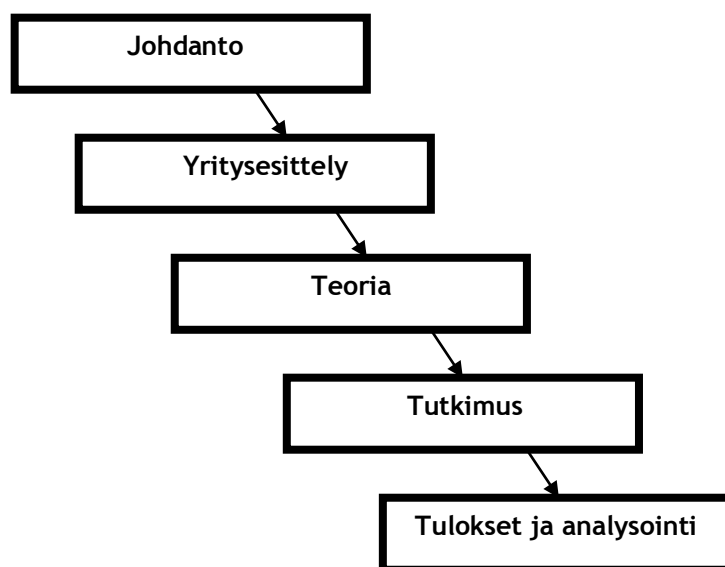 Johdanto
Yritysesittely
Teoria
Tutkimus
Tulokset ja analysointi